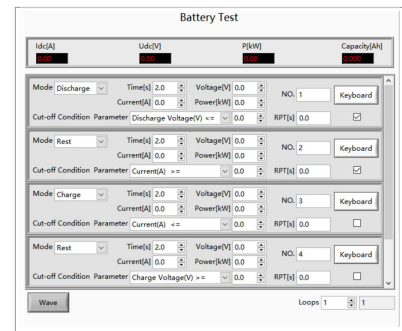 Battery Test
Idc[A] Udc[V] P[kW] Capacity[Ah]
0.00 0.00 0.00 0.000
Mode Discharge Time[s] 2.0 Voltage[V] 0.0 NO. 1 Keyboard
Current[A] 0.0 Power[kW] 0.0
Cut-off Condition Parameter Discharge Voltage(V) <= 0.0 RPT[s] 0.0
Mode Rest Time[s] 2.0 Voltage[V] 0.0 NO. 2 Keyboard
Current[A] 0.0 Power[kW] 0.0
Cut-off Condition Parameter Current(A) >= 0.0 RPT[s] 0.0
Mode Charge Time[s] 2.0 Voltage[V] 0.0 NO. 3 Keyboard
Current[A] 0.0 Power[kW] 0.0
Cut-off Condition Parameter Current(A) <= 0.0 RPT[s] 0.0
Mode Rest Time[s] 2.0 Voltage[V] 0.0 NO. 4 Keyboard
Current[A] 0.0 Power[kW] 0.0
Cut-off Condition Parameter Charge Voltage(V) >= 0.0 RPT[s] 0.0
Wave Loops 1 1